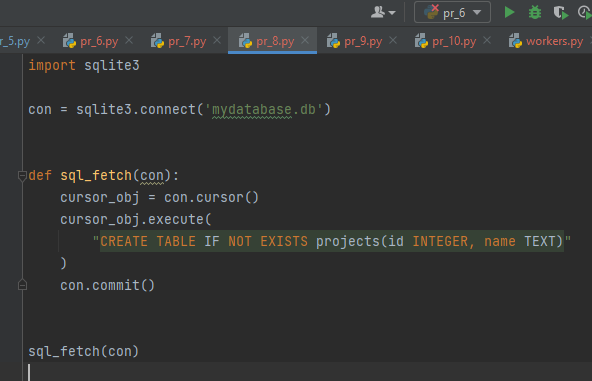 pr_6
r_5.py pr_6.py pr_7.py pr_8.py pr_9.py pr_10.py workers.py
import sqlite3
con = sqlite3.connect('mydatabase.db')
def sql_fetch(con):
    cursor_obj = con.cursor()
    cursor_obj.execute(
        "CREATE TABLE IF NOT EXISTS projects(id INTEGER, name TEXT)"
    )
    con.commit()
sql_fetch(con)